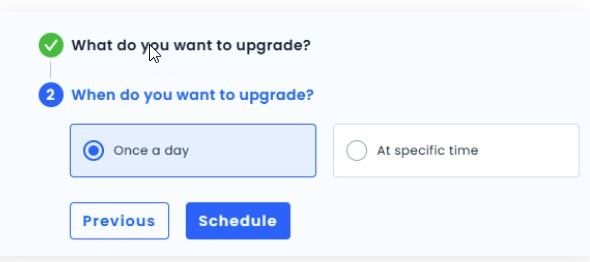 What do you want to upgrade?
2 When do you want to upgrade?
Once a day At specific time
Previous Schedule